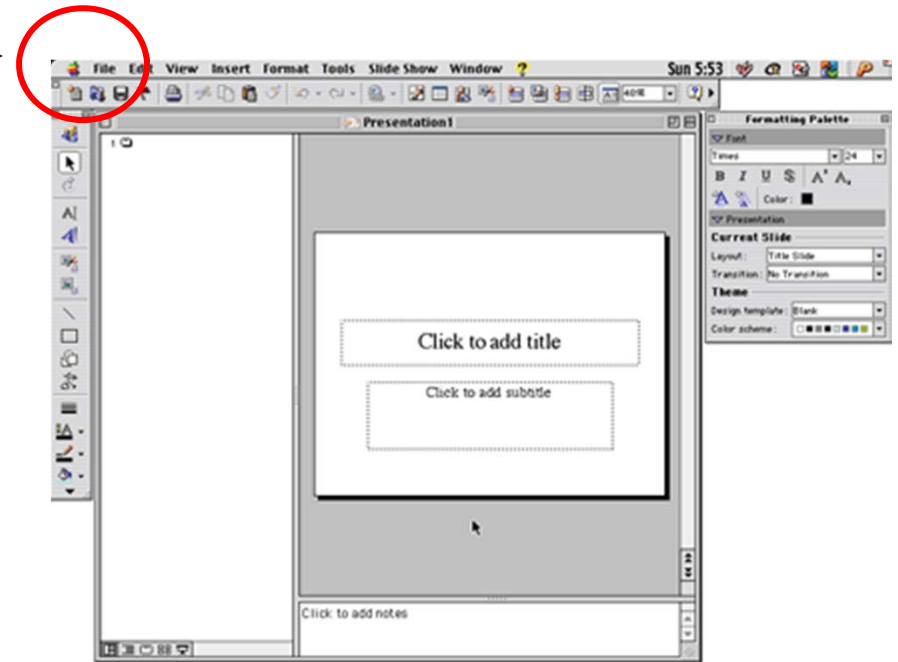 File Edit View Insert Format Tools Slide Show Window ? Sun 5:53
40%
Presentation1
1
Click to add title
Click to add subtitle
Click to add notes
Formatting Palette
Font
Times 24
B I U S A A
Color:
Presentation
Current Slide
Layout: Title Slide
Transition: No Transition
Theme
Design template: Blank
Color scheme: